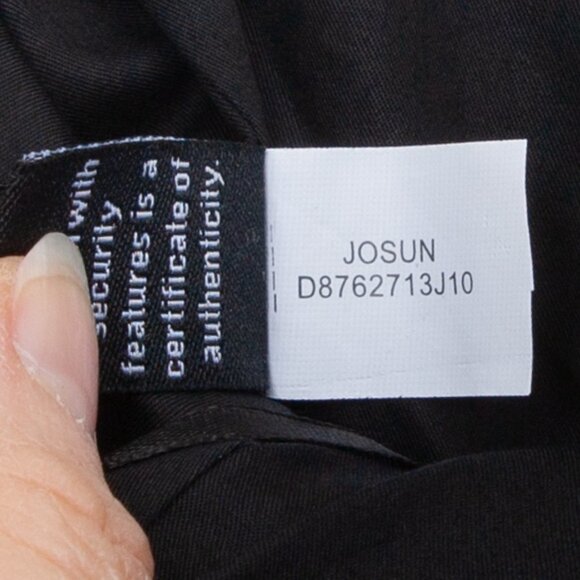 with
security
features is a
certificate of
authenticity.
JOSUN
D8762713J10